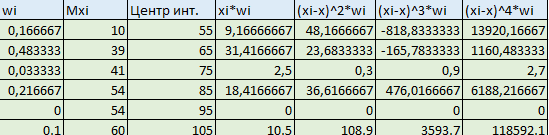 wi Mxi Центр инт. xi*wi (xi-x)^2*wi (xi-x)^3*wi (xi-x)^4*wi
0,166667 10 55 9,16666667 48,1666667 -818,8333333 13920,16667
0,483333 39 65 31,4166667 23,6833333 -165,7833333 1160,483333
0,033333 41 75 2,5 0,3 0,9 2,7
0,216667 54 85 18,4166667 36,6166667 476,0166667 6188,216667
0 54 95 0 0 0 0
0,1 60 105 10,5 108,9 3593,7 118592,1